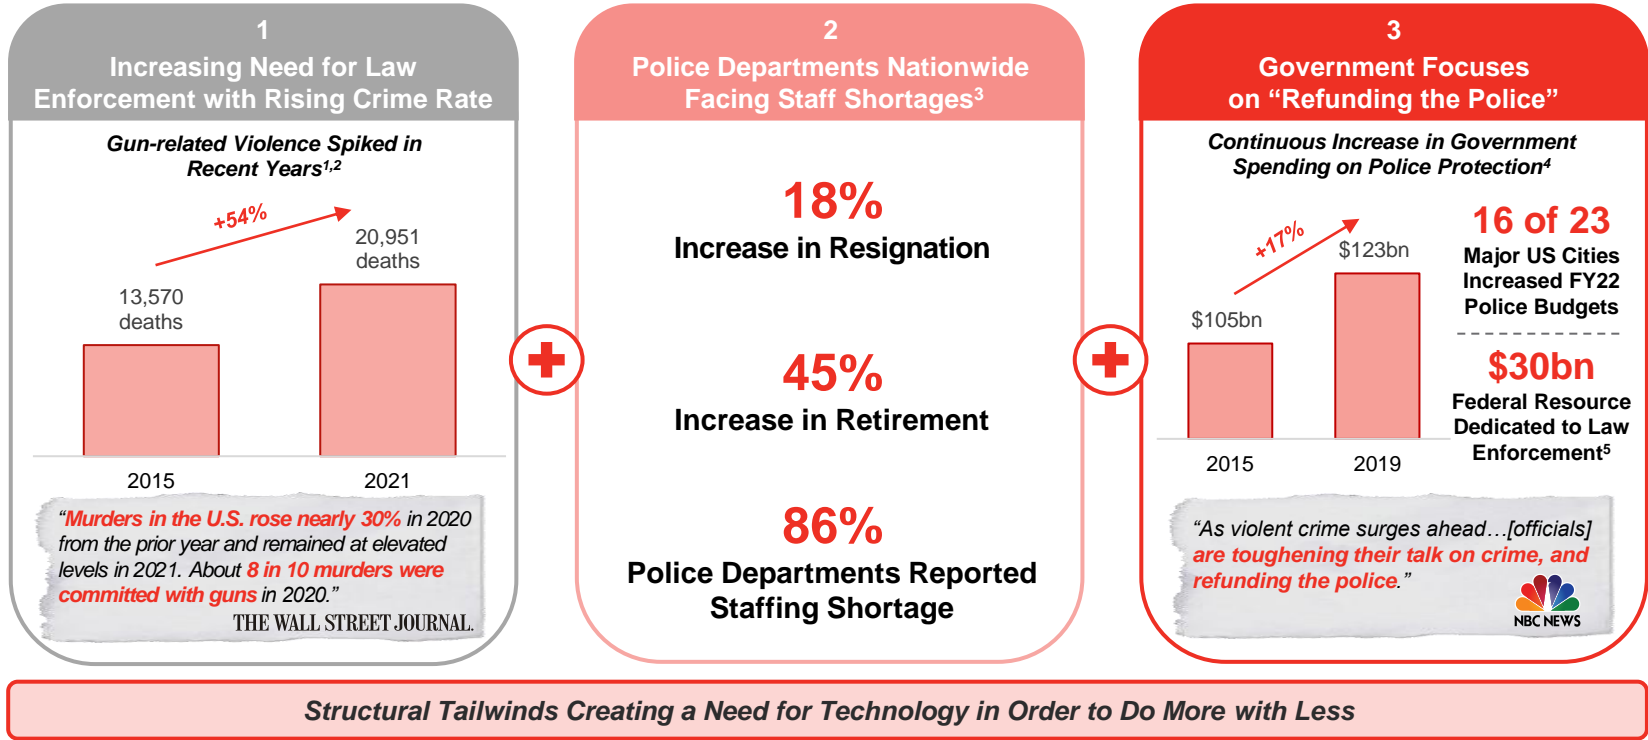 1
Increasing Need for Law
Enforcement with Rising Crime Rate
Gun-related Violence Spiked in
Recent Years1,2
+54%
20,951
deaths
13,570
deaths
2015
2021
“Murders in the U.S. rose nearly 30% in 2020
from the prior year and remained at elevated
levels in 2021. About 8 in 10 murders were
committed with guns in 2020.”
THE WALL STREET JOURNAL.
2
Police Departments Nationwide
Facing Staff Shortages3
18%
Increase in Resignation
45%
Increase in Retirement
86%
Police Departments Reported
Staffing Shortage
3
Government Focuses
on “Refunding the Police”
Continuous Increase in Government
Spending on Police Protection4
+17%
$123bn
$105bn
2015
2019
16 of 23
Major US Cities
Increased FY22
Police Budgets
$30bn
Federal Resource
Dedicated to Law
Enforcement5
“As violent crime surges ahead…[officials]
are toughening their talk on crime, and
refunding the police.”
NBC NEWS
Structural Tailwinds Creating a Need for Technology in Order to Do More with Less